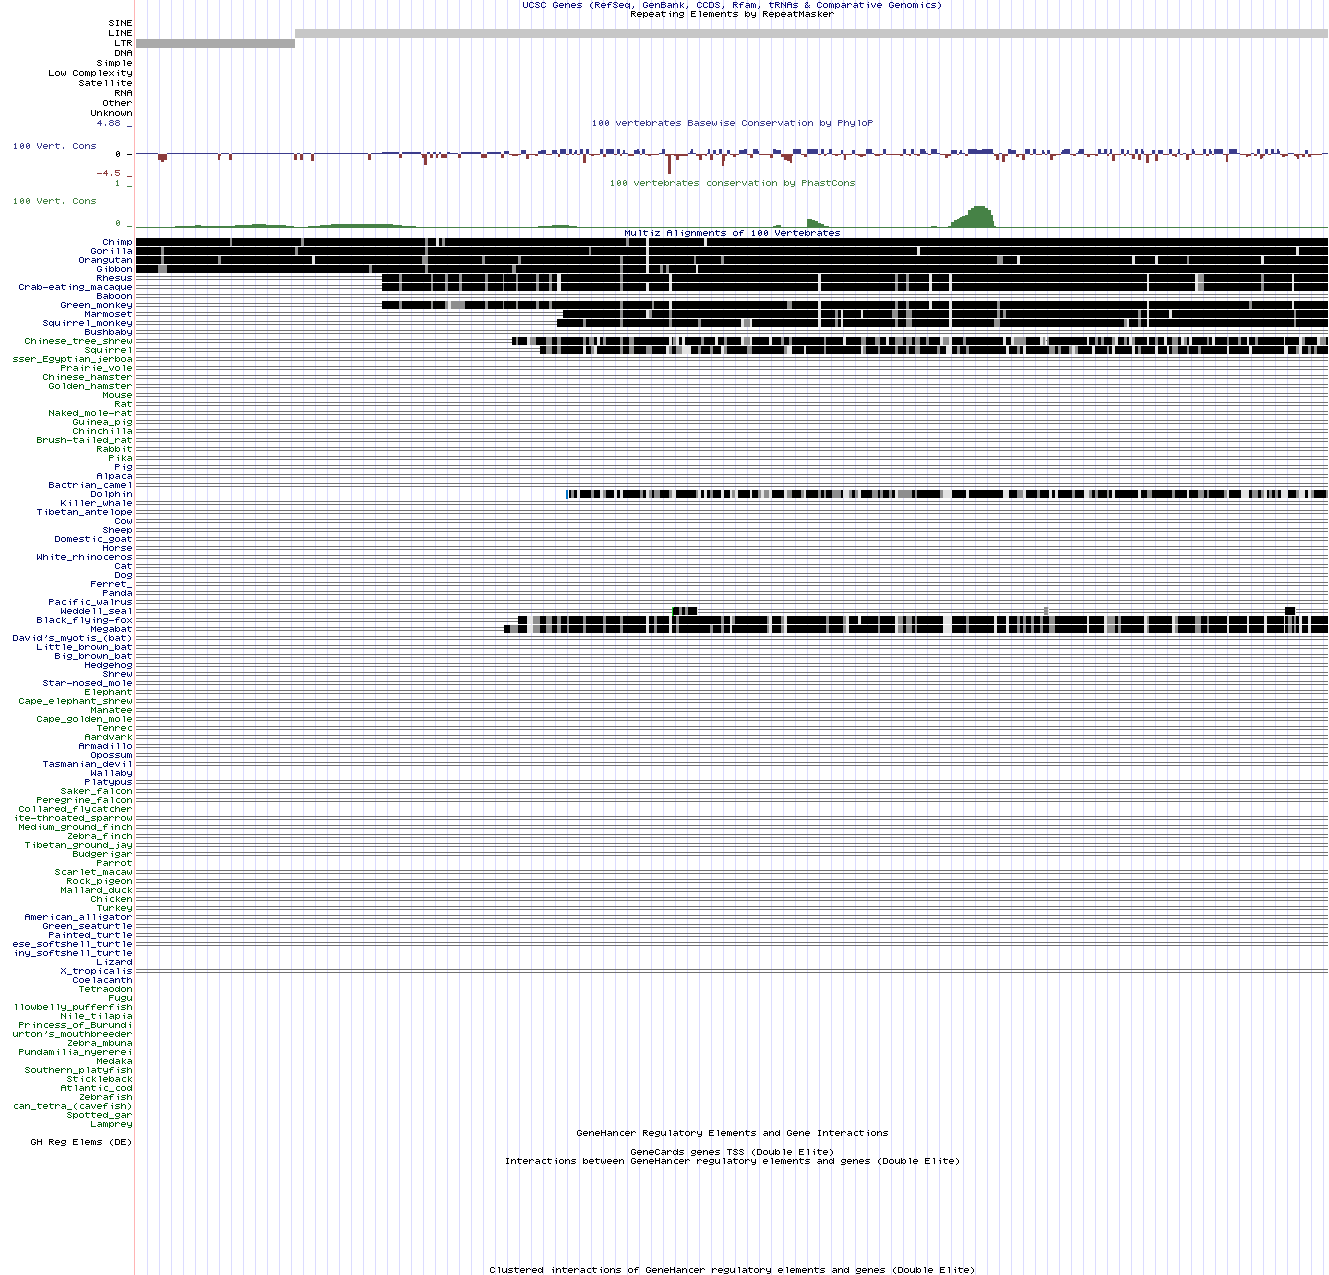 UCSC Genes (RefSeq, GenBank, CCDS, Rfam, tRNAs & Comparative Genomics)
Repeating Elements by RepeatMasker
SINE
LINE
LTR
DNA
Simple
Low Complexity
Satellite
RNA
Other
Unknown
100 vertebrates Basewise Conservation by PhyloP
4.88 _
100 Vert. Cons
0 -
-4.5 _
100 vertebrates conservation by PhastCons
1 _
100 Vert. Cons
0 _
Multiz Alignments of 100 Vertebrates
Chimp
Gorilla
Orangutan
Gibbon
Rhesus
Crab-eating_macaque
Baboon
Green_monkey
Marmoset
Squirrel_monkey
Bushbaby
Chinese_tree_shrew
Squirrel
sser_Egyptian_jerboa
Prairie_vole
Chinese_hamster
Golden_hamster
Mouse
Rat
Naked_mole-rat
Guinea_pig
Chinchilla
Brush-tailed_rat
Rabbit
Pika
Pig
Alpaca
Bactrian_camel
Dolphin
Killer_whale
Tibetan_antelope
Cow
Sheep
Domestic_goat
Horse
White_rhinoceros
Cat
Dog
Ferret_
Panda
Pacific_walrus
Weddell_seal
Black_flying-fox
Megabat
David's_myotis_(bat)
Little_brown_bat
Big_brown_bat
Hedgehog
Shrew
Star-nosed_mole
Elephant
Cape_elephant_shrew
Manatee
Cape_golden_mole
Tenrec
Aardvark
Armadillo
Opossum
Tasmanian_devil
Wallaby
Platypus
Saker_falcon
Peregrine_falcon
Collared_flycatcher
ite-throated_sparrow
Medium_ground_finch
Zebra_finch
Tibetan_ground_jay
Budgerigar
Parrot
Scarlet_macaw
Rock_pigeon
Mallard_duck
Chicken
Turkey
American_alligator
Green_seaturtle
Painted_turtle
ese_softshell_turtle
iny_softshell_turtle
Lizard
X_tropicalis
Coelacanth
Tetraodon
Fugu
llowbelly_pufferfish
Nile_tilapia
Princess_of_Burundi
urton's_mouthbreeder
Zebra_mbuna
Pundamilia_nyererei
Medaka
Southern_platyfish
Stickleback
Atlantic_cod
Zebrafish
can_tetra_(cavefish)
Spotted_gar
Lamprey
GeneHancer Regulatory Elements and Gene Interactions
GH Reg Elems (DE)
GeneCards genes TSS (Double Elite)
Interactions between GeneHancer regulatory elements and genes (Double Elite)
Clustered interactions of GeneHancer regulatory elements and genes (Double Elite)